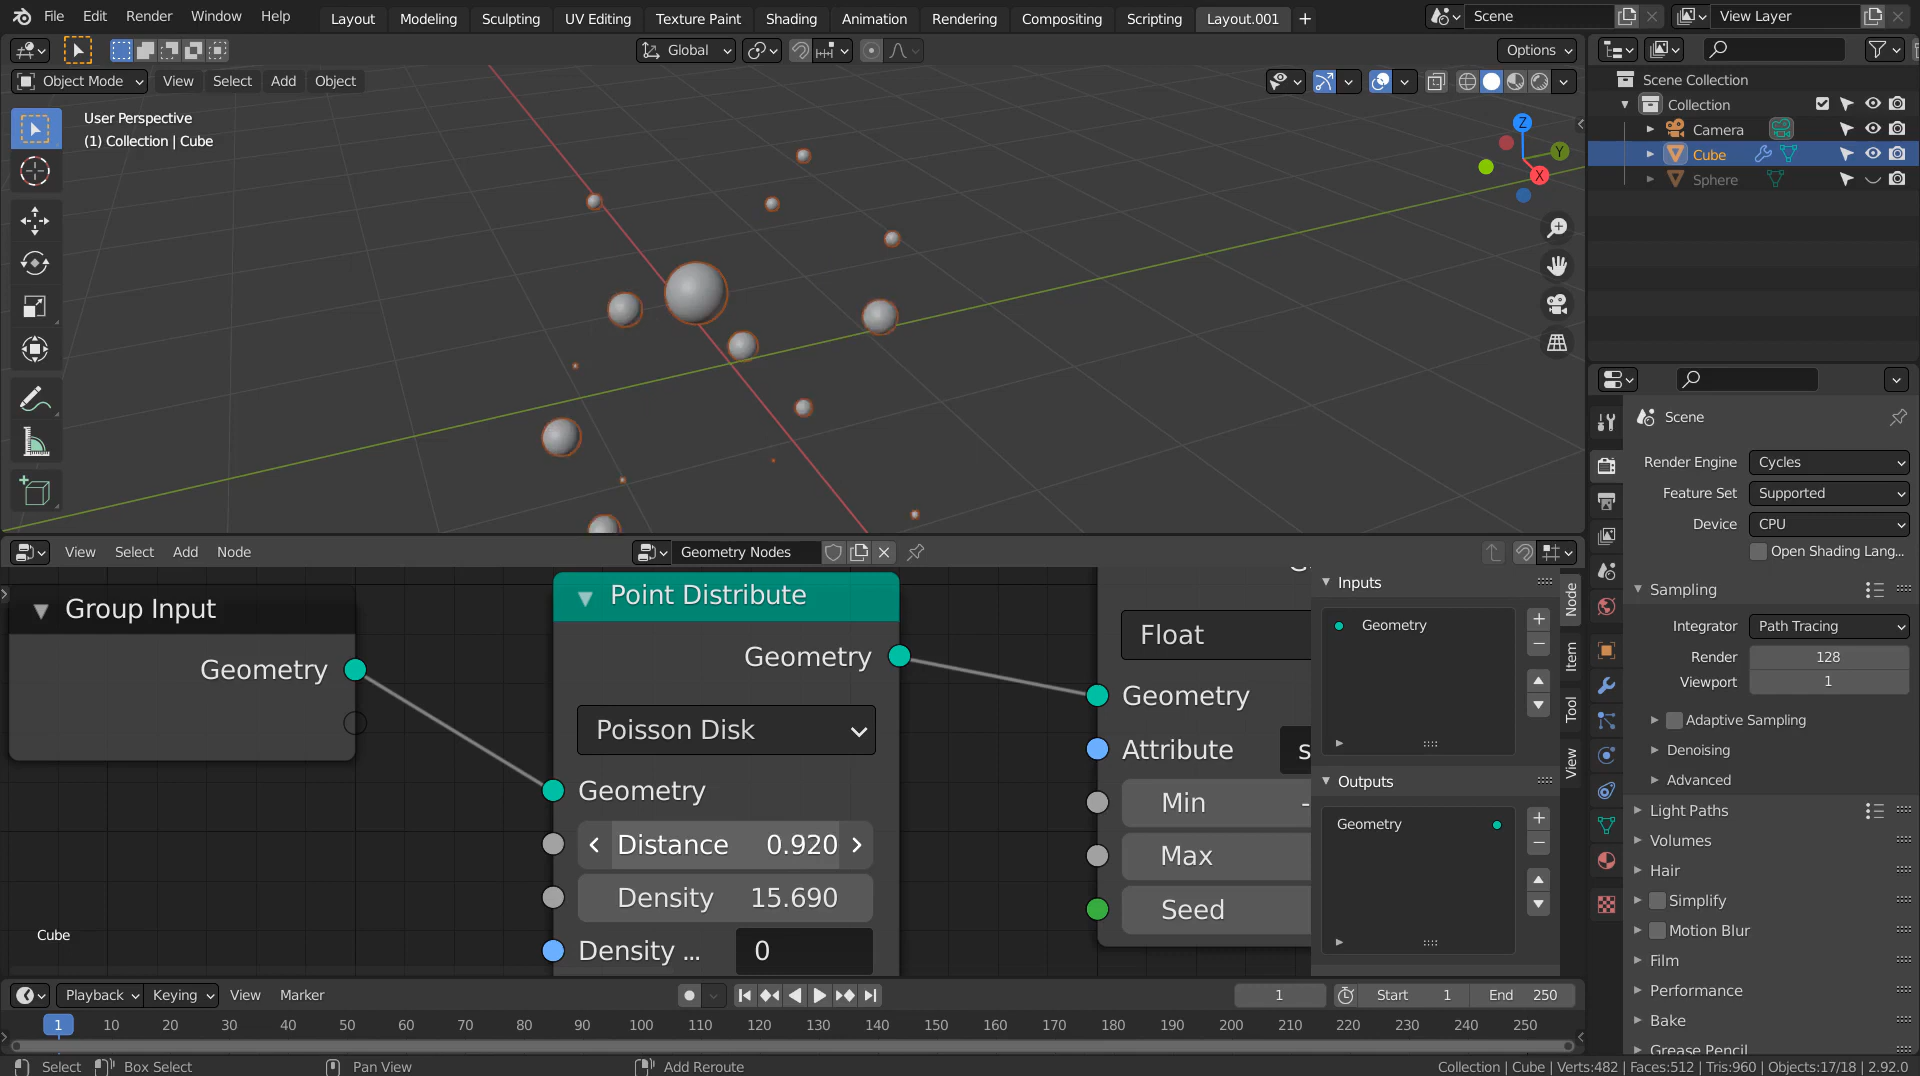 File Edit Render Window Help Layout Modeling Sculpting UV Editing Texture Paint Shading Animation Rendering Compositing Scripting Layout.001 + Scene View Layer
Global Options
Object Mode View Select Add Object
User Perspective
(1) Collection | Cube
Z
Y
X
Scene Collection
Collection
Camera
Cube
Sphere
Scene
Render Engine Cycles
Feature Set Supported
Device CPU
Open Shading Lang...
Sampling
Integrator Path Tracing
Render 128
Viewport 1
Adaptive Sampling
Denoising
Advanced
Light Paths
Volumes
Hair
Simplify
Motion Blur
Film
Performance
Bake
Grease Pencil
View Select Add Node Geometry Nodes
Group Input
Geometry
Point Distribute
Geometry
Poisson Disk
Geometry
Distance 0.920
Density 15.690
Density ... 0
Float
Geometry
Attribute s
Min -
Max
Seed
Inputs
Geometry
Outputs
Geometry
Node
Item
Tool
View
Cube
Playback Keying View Marker 1 Start 1 End 250
1 10 20 30 40 50 60 70 80 90 100 110 120 130 140 150 160 170 180 190 200 210 220 230 240 250
Select Box Select Pan View Add Reroute Collection | Cube | Verts:482 | Faces:512 | Tris:960 | Objects:17/18 | 2.92.0